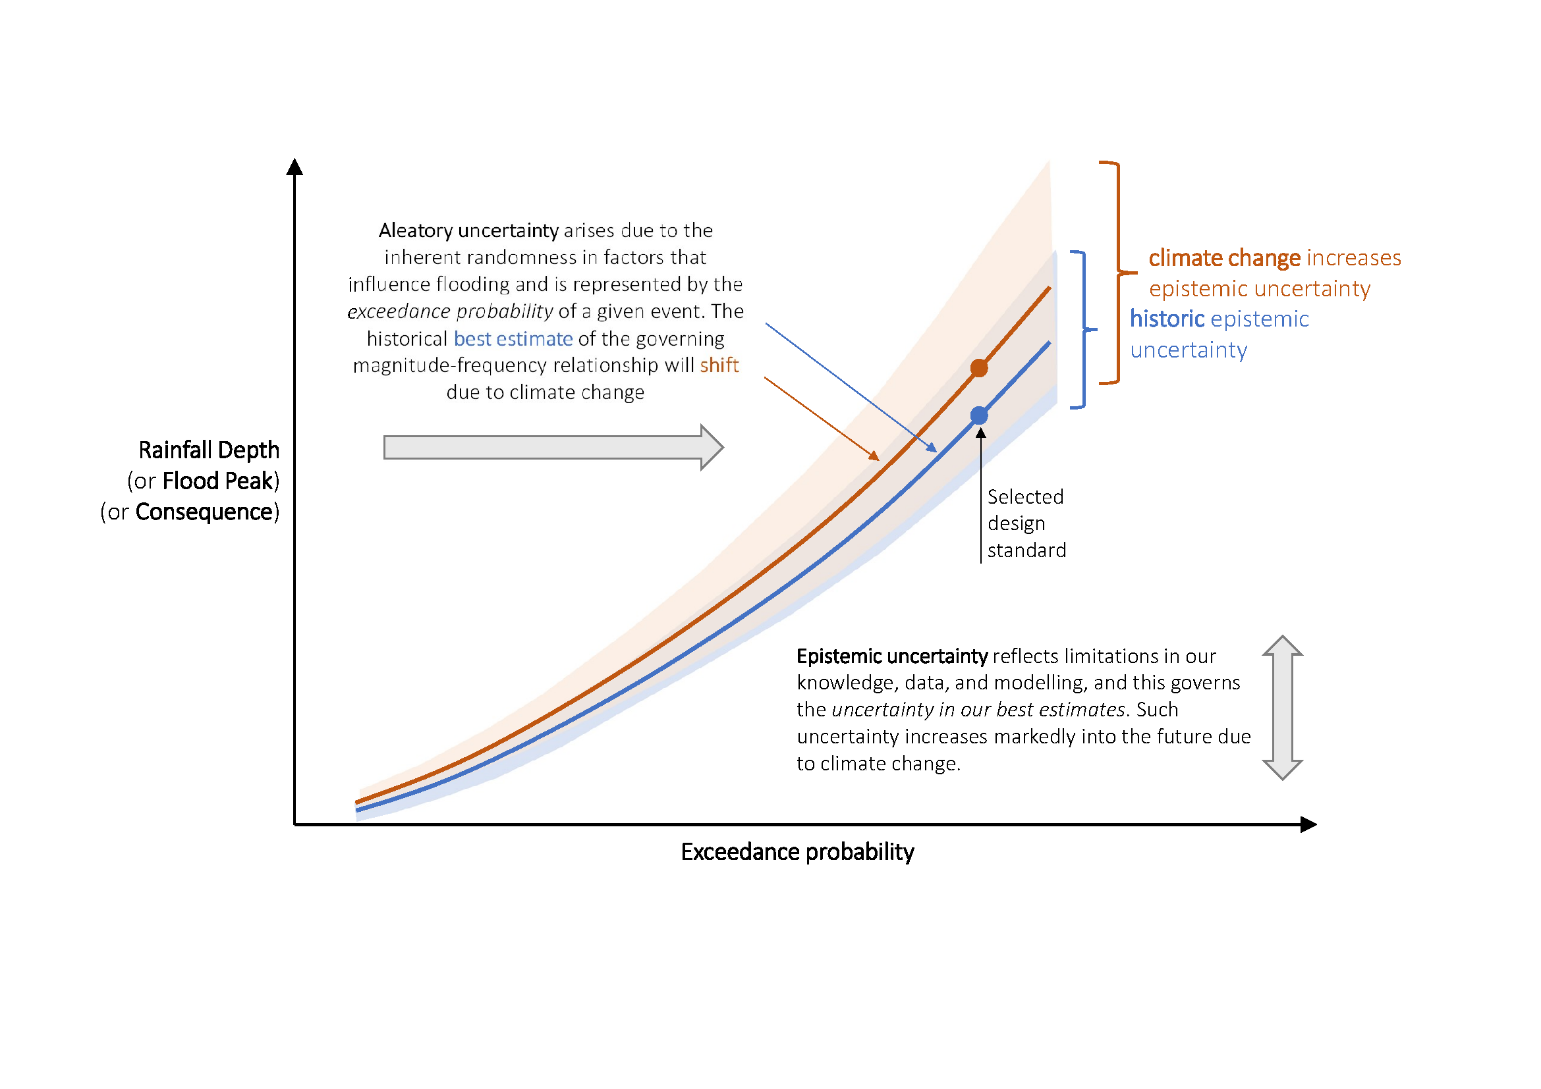 Aleatory uncertainty arises due to the
inherent randomness in factors that
influence flooding and is represented by the
exceedance probability of a given event. The
historical best estimate of the governing
magnitude-frequency relationship will shift
due to climate change
climate change increases
epistemic uncertainty
historic epistemic
uncertainty
Rainfall Depth
(or Flood Peak)
(or Consequence)
Selected
design
standard
Epistemic uncertainty reflects limitations in our
knowledge, data, and modelling, and this governs
the uncertainty in our best estimates. Such
uncertainty increases markedly into the future due
to climate change.
Exceedance probability